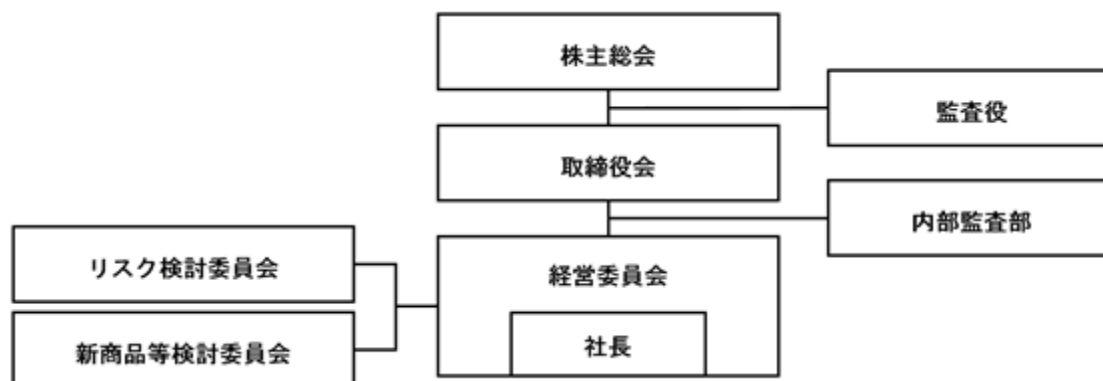 株主総会
監査役
取締役会
内部監査部
リスク検討委員会
経営委員会
新商品等検討委員会
社長